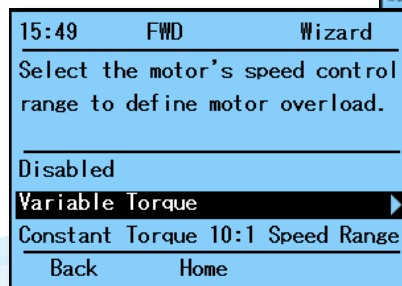 15:49 FWD Wizard
Select the motor's speed control
range to define motor overload.
Disabled
Variable Torque
Constant Torque 10:1 Speed Range
Back Home